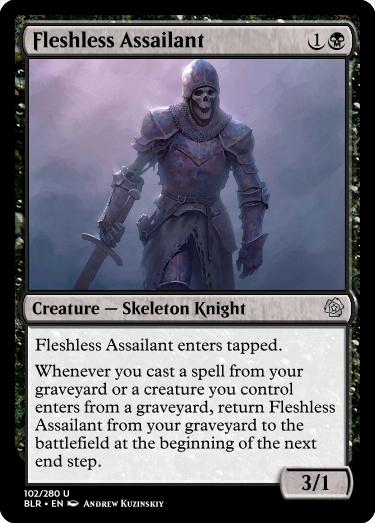 Fleshless Assailant 1
Creature — Skeleton Knight
Fleshless Assailant enters tapped.
Whenever you cast a spell from your
graveyard or a creature you control
enters from a graveyard, return Fleshless
Assailant from your graveyard to the
battlefield at the beginning of the next
end step.
3/1
102/280 U
BLR • EN Andrew Kuzinskiy